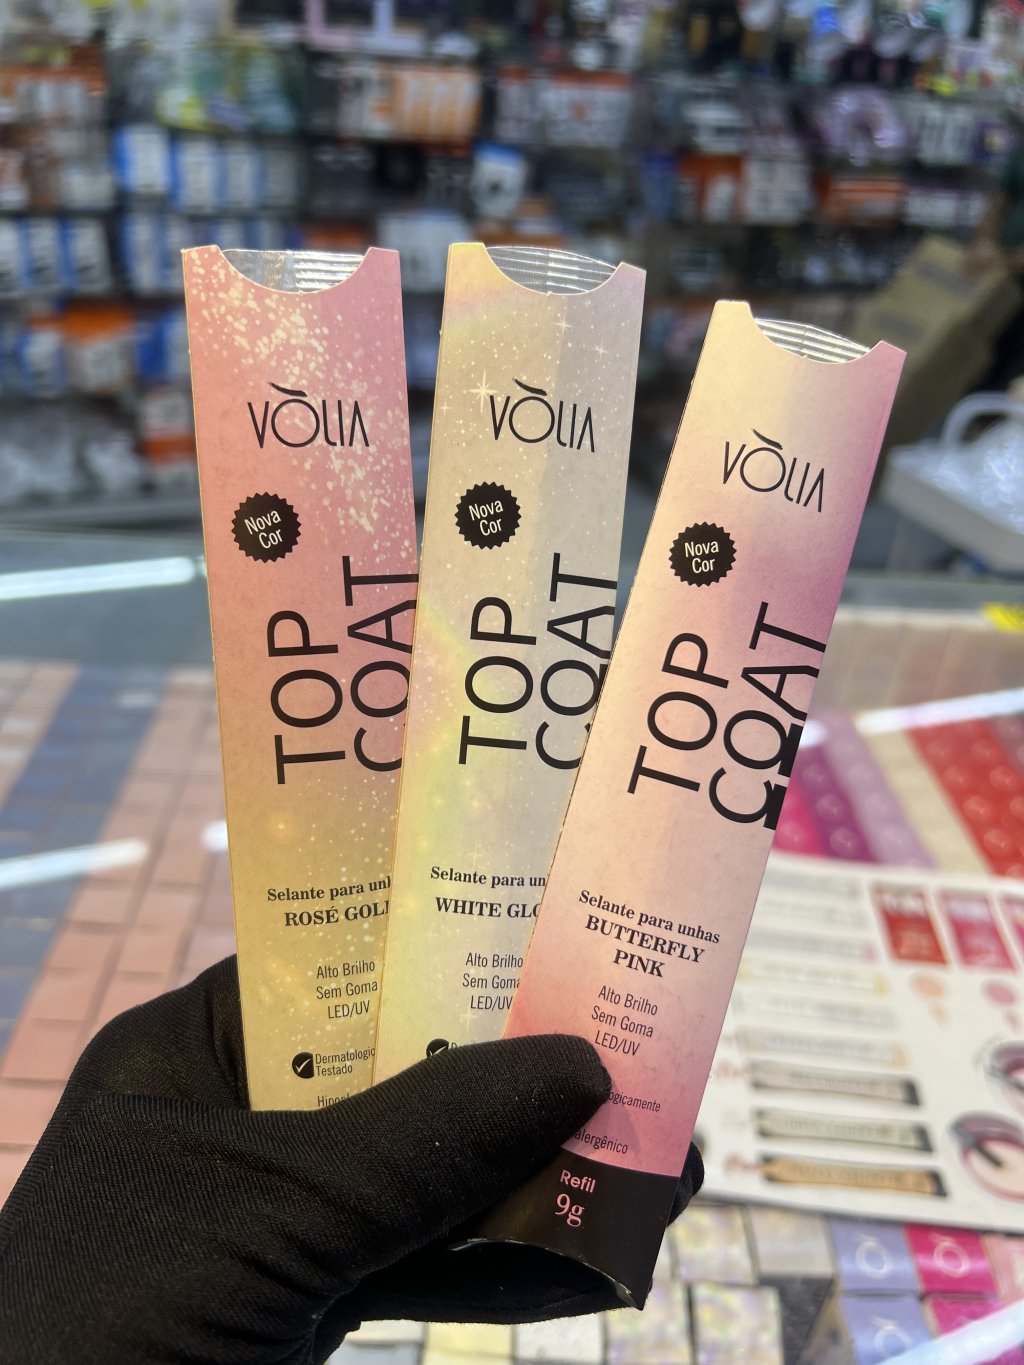 VÒLIA
Nova
Cor
TOP
COAT
Selante para unh
ROSÉ GOL
Alto Brilho
Sem Goma
LED/UV
Dermatologic
Testado
VÒLIA
Nova
Cor
TOP
COAT
Selante para un
WHITE GLO
Alto Brilho
Sem Goma
LED/UV
VÒLIA
Nova
Cor
TOP
COAT
Selante para unhas
BUTTERFLY
PINK
Alto Brilho
Sem Goma
LED/UV
ogicamente
alergênico
Refil
9g